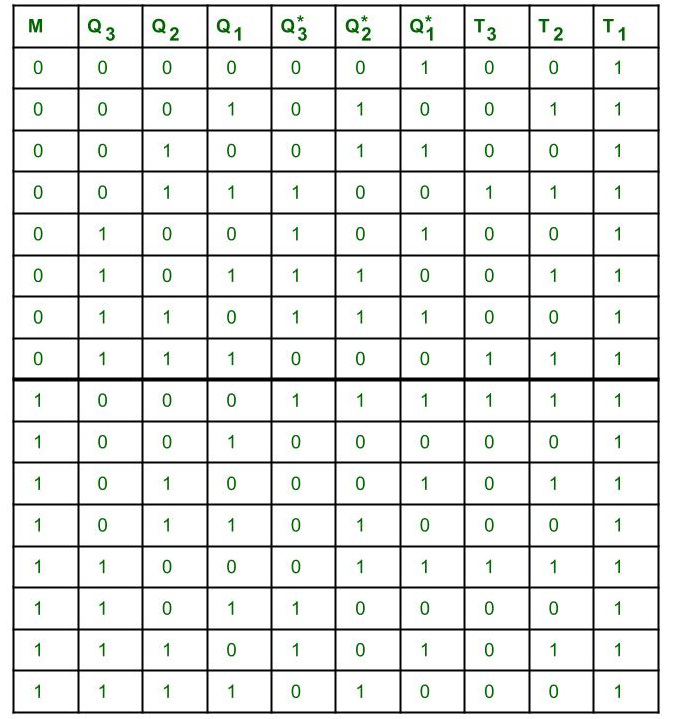 M Q3 Q2 Q1 Q*3 Q*2 Q*1 T3 T2 T1
0 0 0 0 0 0 1 0 0 1
0 0 0 1 0 1 0 0 1 1
0 0 1 0 0 1 1 0 0 1
0 0 1 1 1 0 0 1 1 1
0 1 0 0 1 0 1 0 0 1
0 1 0 1 1 1 0 0 1 1
0 1 1 0 1 1 1 0 0 1
0 1 1 1 0 0 0 1 1 1
1 0 0 0 1 1 1 1 1 1
1 0 0 1 0 0 0 0 0 1
1 0 1 0 0 0 1 0 1 1
1 0 1 1 0 1 0 0 0 1
1 1 0 0 0 1 1 1 1 1
1 1 0 1 1 0 0 0 0 1
1 1 1 0 1 0 1 0 1 1
1 1 1 1 0 1 0 0 0 1